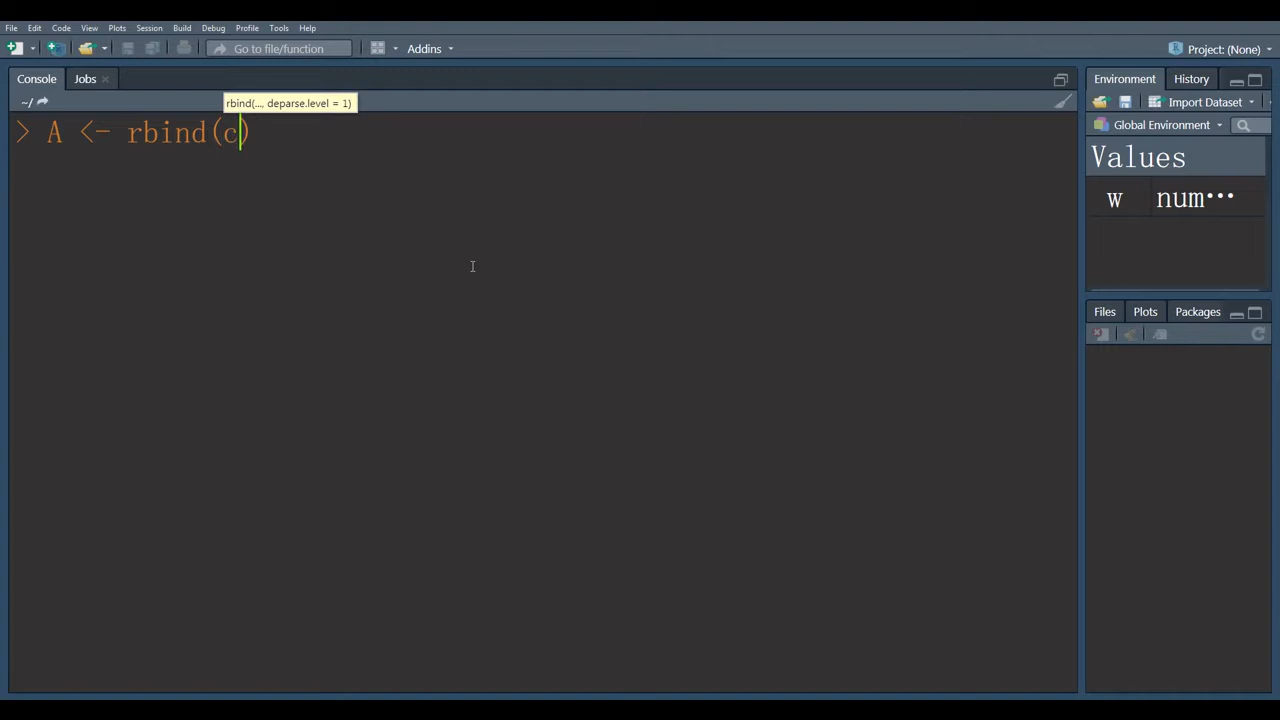 File Edit Code View Plots Session Build Debug Profile Tools Help
Go to file/function Addins Project: (None)
Console Jobs
~/
rbind(..., deparse.level = 1)
> A <- rbind(c)
Environment History
Import Dataset
Global Environment
Values
w num…
Files Plots Packages